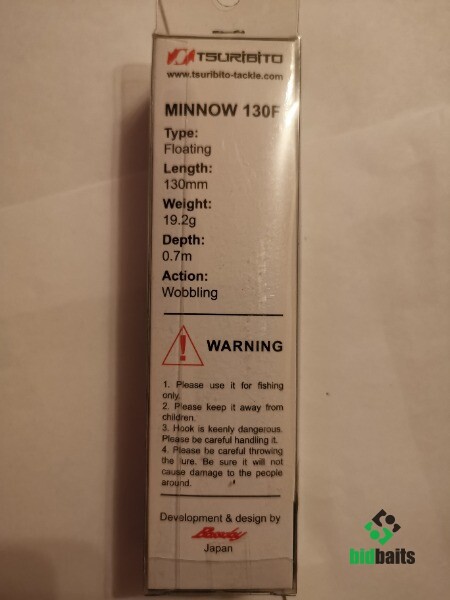 TSURIBITO
www.tsuribito-tackle.com
MINNOW 130F
Type:
Floating
Length:
130mm
Weight:
19.2g
Depth:
0.7m
Action:
Wobbling
WARNING
1. Please use it for fishing
only.
2. Please keep it away from
children.
3. Hook is keenly dangerous.
Please be careful handling it.
4. Please be careful throwing
the lure. Be sure it will not
cause damage to the people
around.
Development & design by
Japan
bidbaits